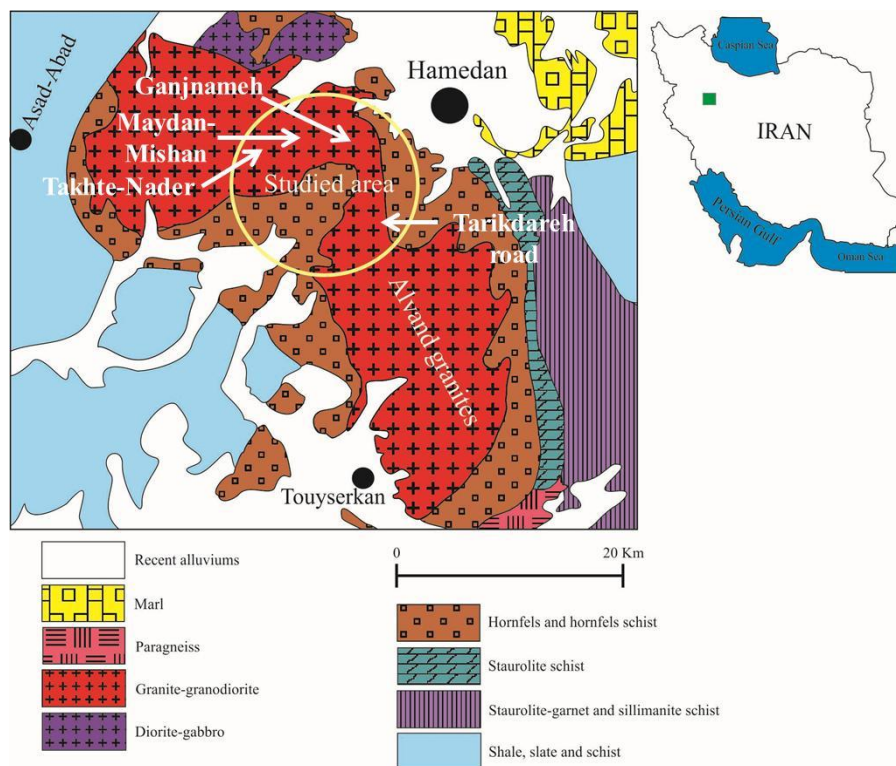 Asad-Abad
Ganjnameh
Maydan-
Mishan
Takhte-Nader
Studied area
Hamedan
Tarikdareh
road
Alvand granites
Touyserkan
Caspian Sea
IRAN
Persian Gulf
Oman Sea
Recent alluviums
Marl
Paragneiss
Granite-granodiorite
Diorite-gabbro
0
20 Km
Hornfels and hornfels schist
Staurolite schist
Staurolite-garnet and sillimanite schist
Shale, slate and schist